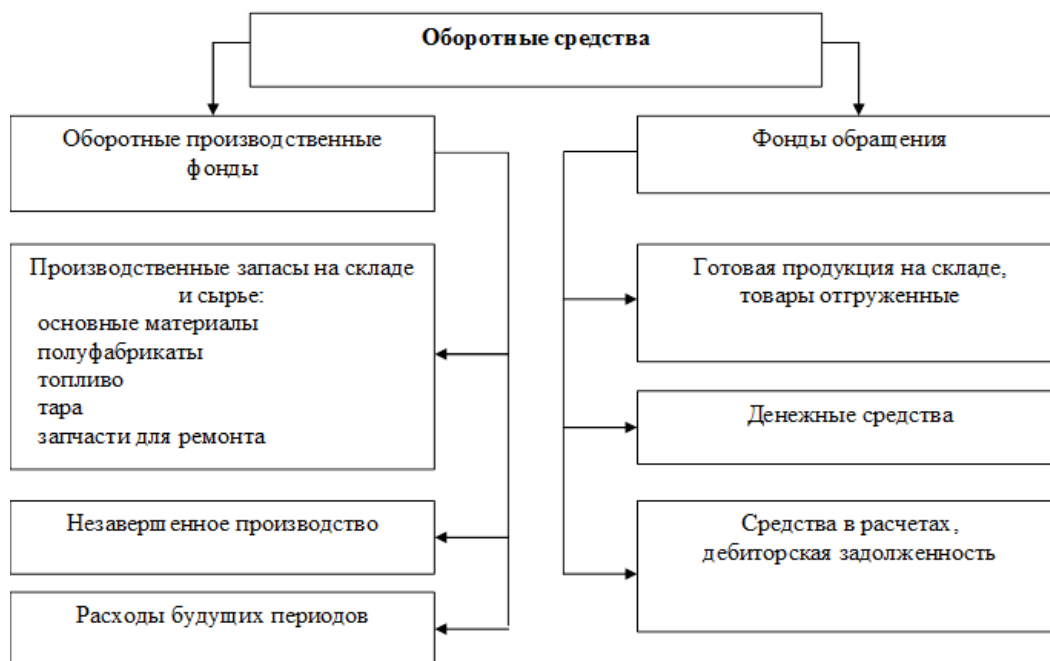 Оборотные средства
Оборотные производственные
фонды
Фонды обращения
Производственные запасы на складе
и сырье:
основные материалы
полуфабрикаты
топливо
тара
запчасти для ремонта
Готовая продукция на складе,
товары отгруженные
Денежные средства
Незавершенное производство
Средства в расчетах,
дебиторская задолженность
Расходы будущих периодов